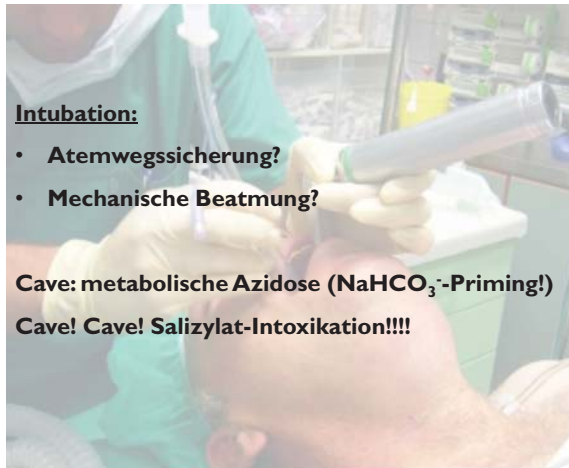 Intubation:
• Atemwegssicherung?
• Mechanische Beatmung?
Cave: metabolische Azidose (NaHCO₃⁻-Priming!)
Cave! Cave! Salizylat-Intoxikation!!!!